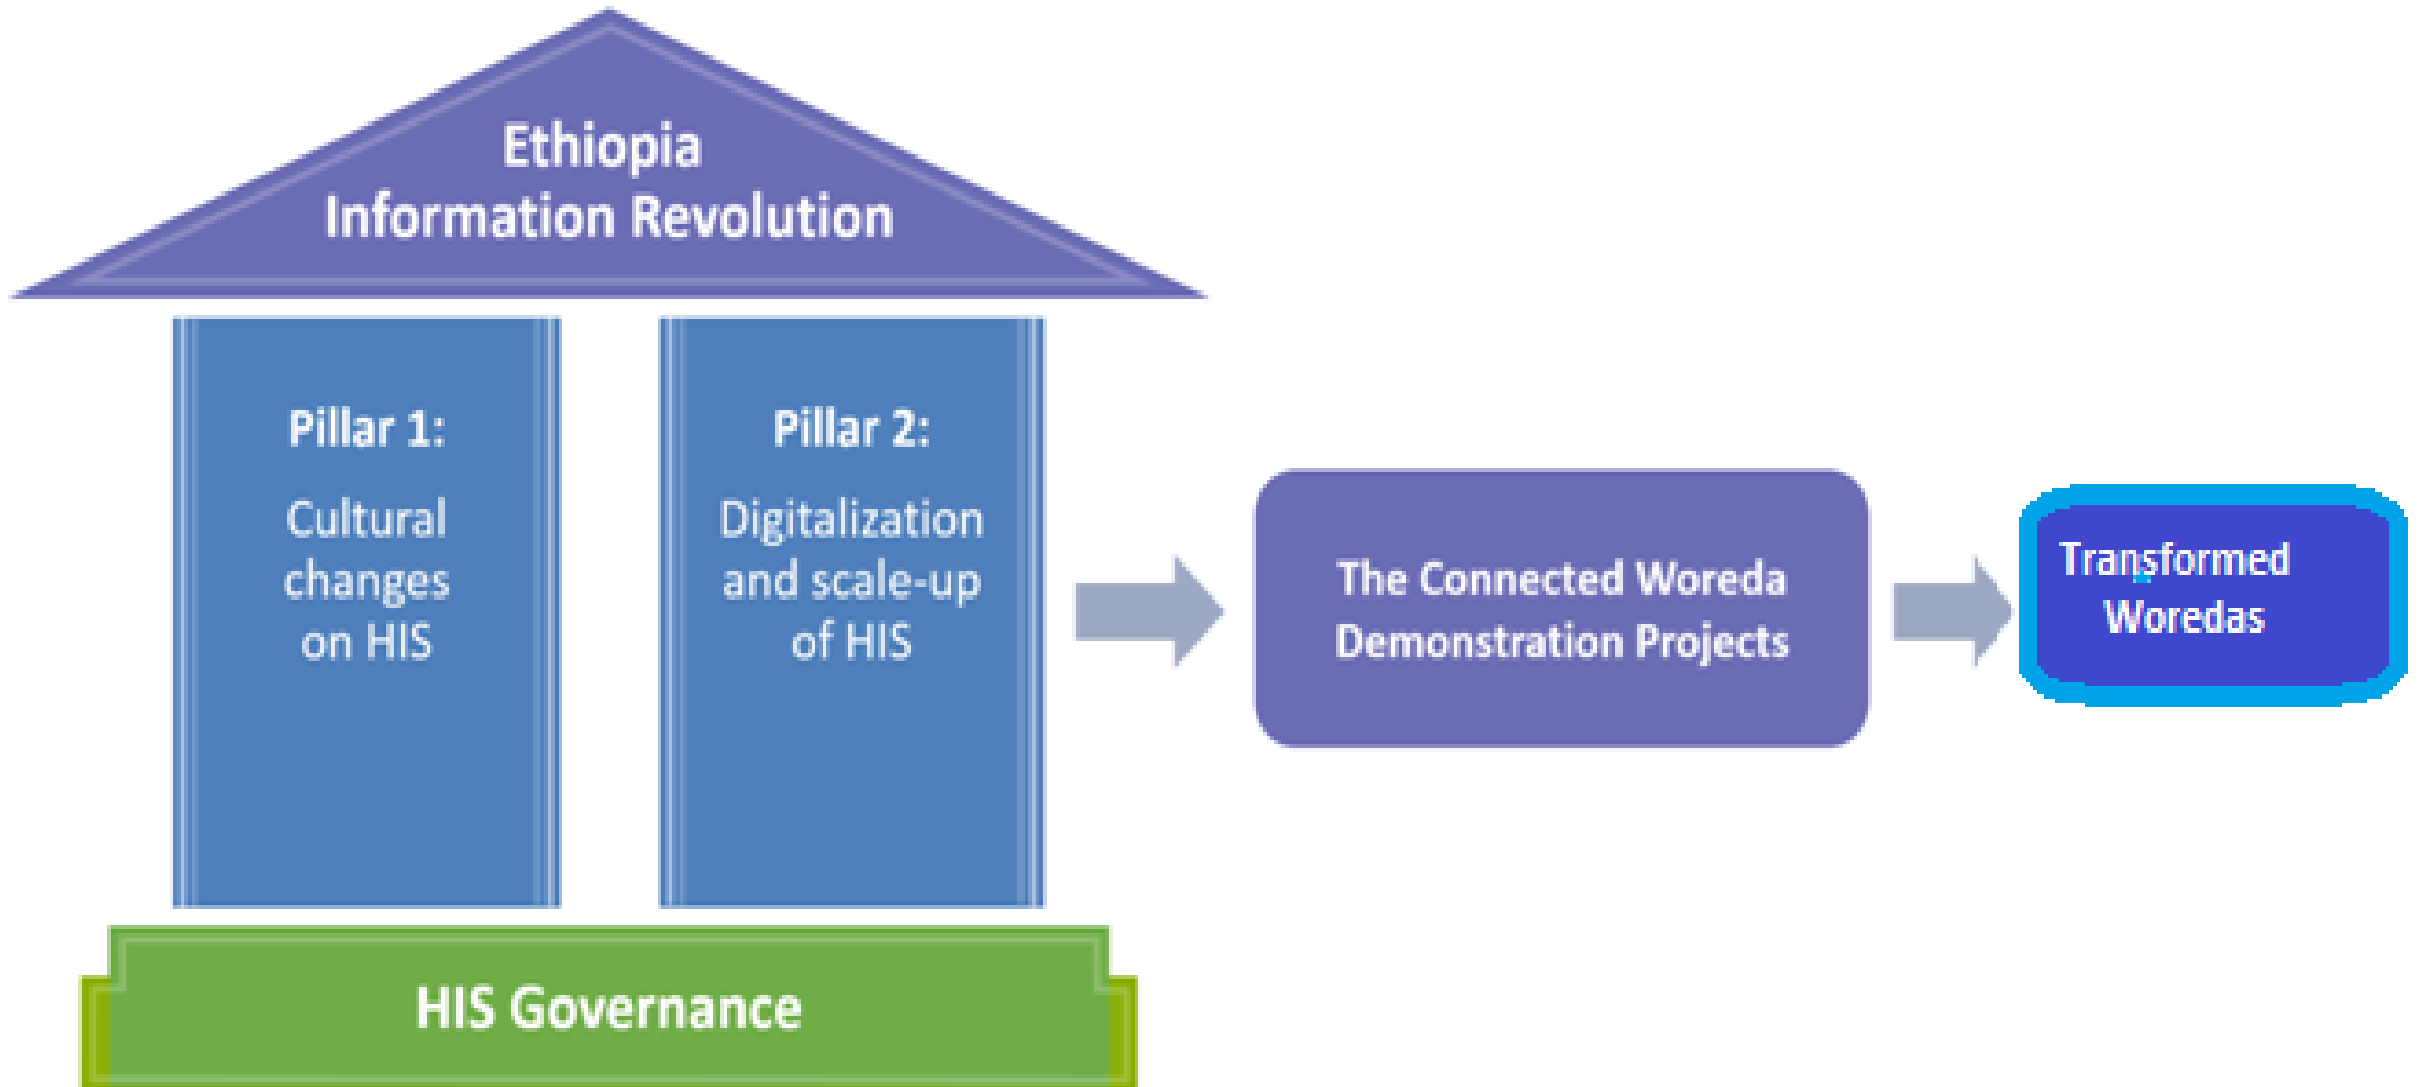 Ethiopia
Information Revolution
Pillar 1:
Cultural
changes
on HIS
Pillar 2:
Digitalization
and scale-up
of HIS
The Connected Woreda
Demonstration Projects
Transformed
Woredas
HIS Governance